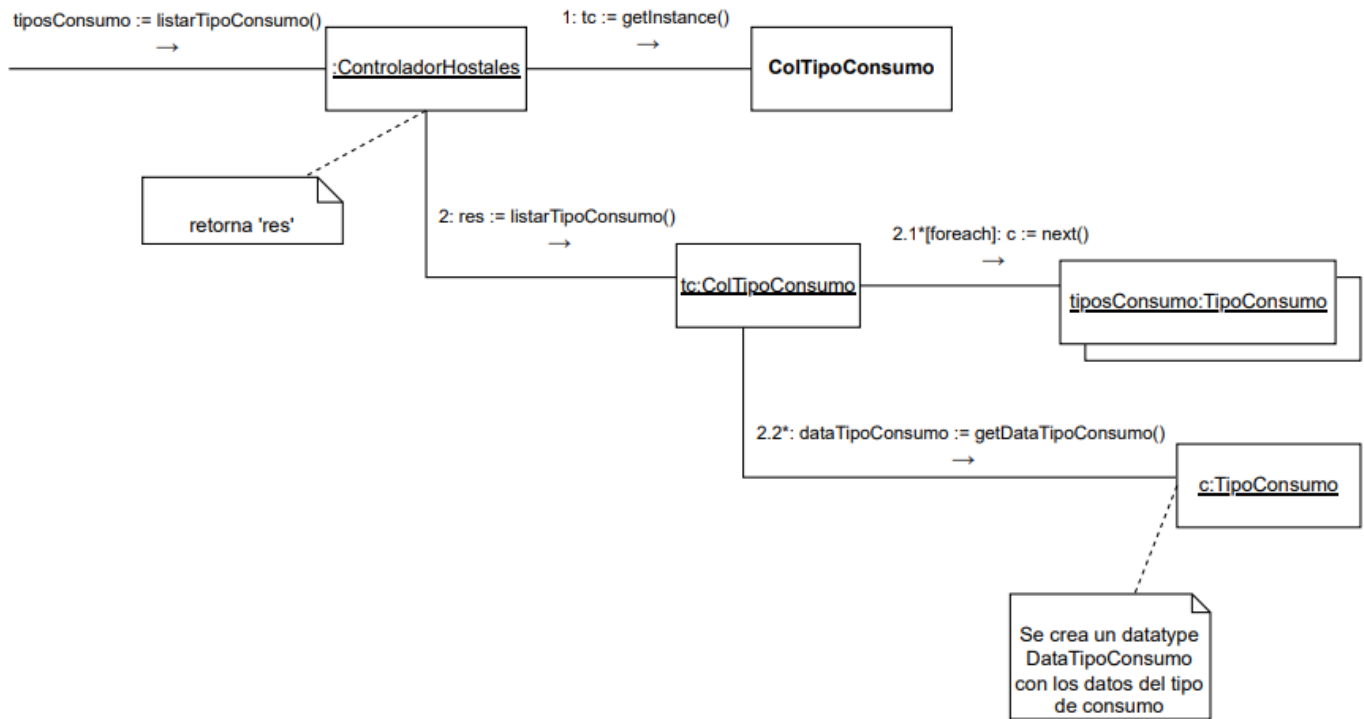 tiposConsumo := listarTipoConsumo()
→
1: tc := getInstance()
→
:ControladorHostales
ColTipoConsumo
retorna 'res'
2: res := listarTipoConsumo()
→
2.1*[foreach]: c := next()
→
tc:ColTipoConsumo
tiposConsumo:TipoConsumo
2.2*: dataTipoConsumo := getDataTipoConsumo()
→
c:TipoConsumo
Se crea un datatype
DataTipoConsumo
con los datos del tipo
de consumo